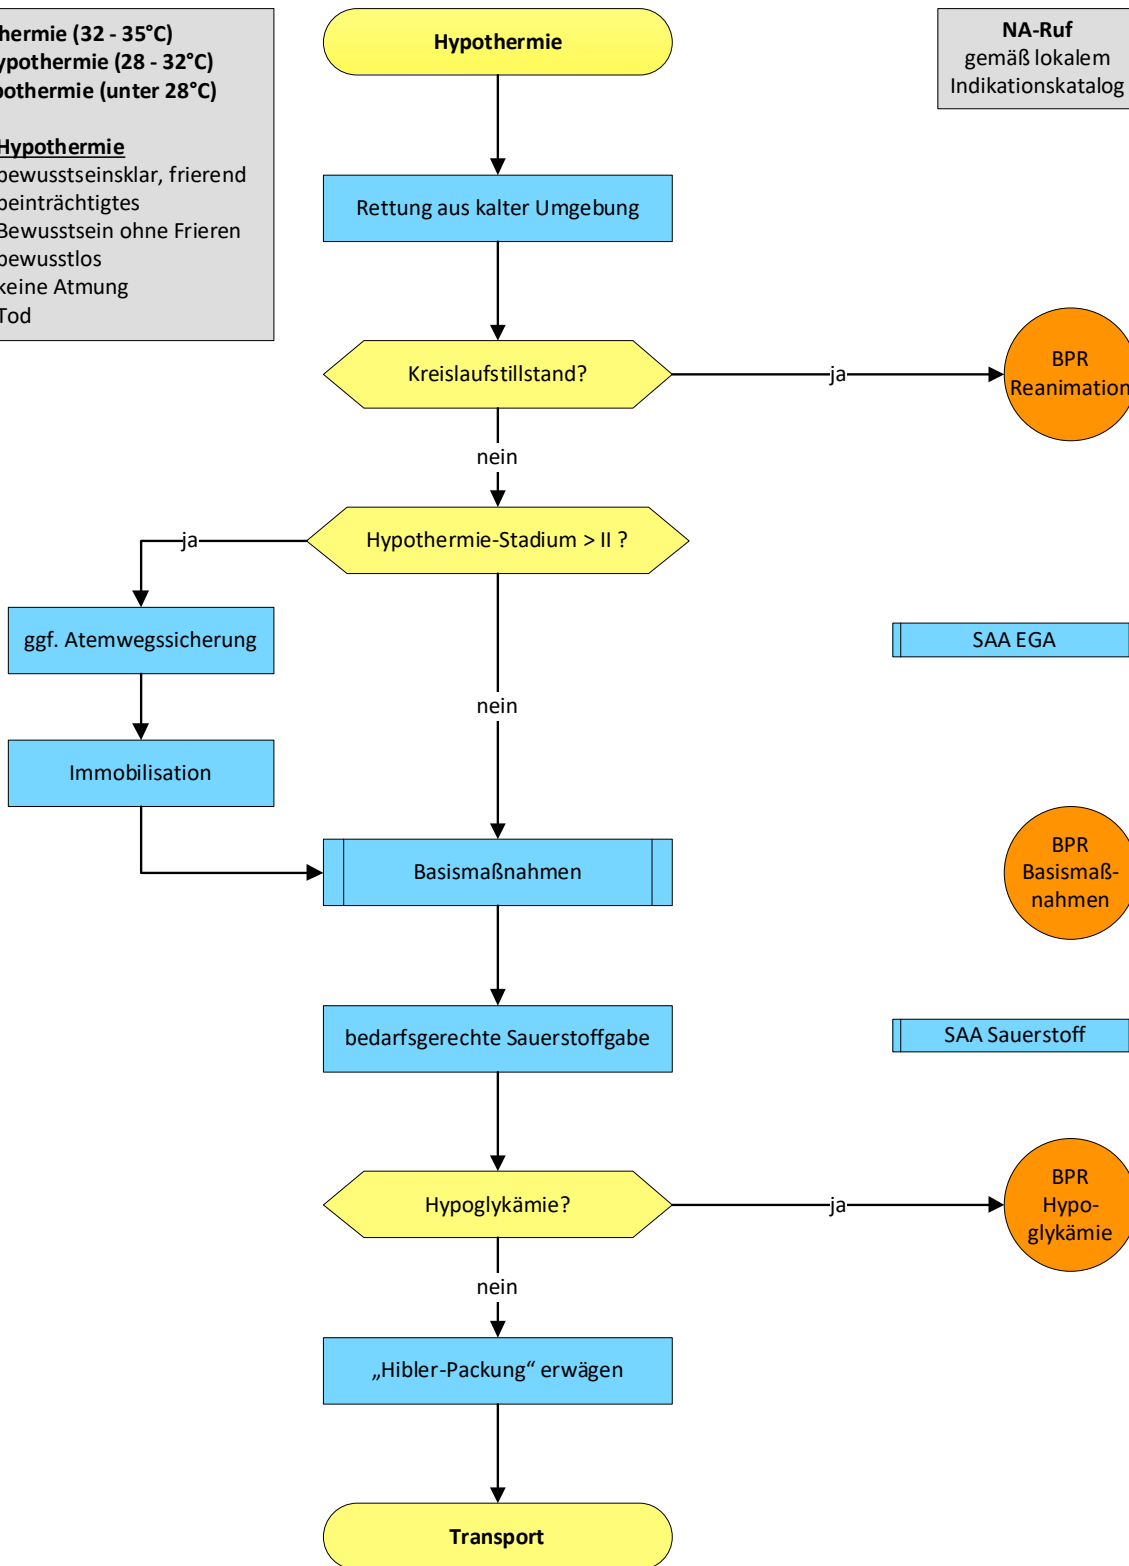 hermie (32 - 35°C)
ypothermie (28 - 32°C)
pothermie (unter 28°C)
Hypothermie
bewusstseinsklar, frierend
beinträchtigtes
Bewusstsein ohne Frieren
bewusstlos
keine Atmung
Tod
Hypothermie
NA-Ruf
gemäß lokalem
Indikationskatalog
Rettung aus kalter Umgebung
Kreislaufstillstand?
ja
BPR
Reanimation
nein
Hypothermie-Stadium > II ?
ja
ggf. Atemwegssicherung
SAA EGA
nein
Immobilisation
Basismaßnahmen
BPR
Basismaß-
nahmen
bedarfsgerechte Sauerstoffgabe
SAA Sauerstoff
Hypoglykämie?
ja
BPR
Hypo-
glykämie
nein
„Hibler-Packung“ erwägen
Transport